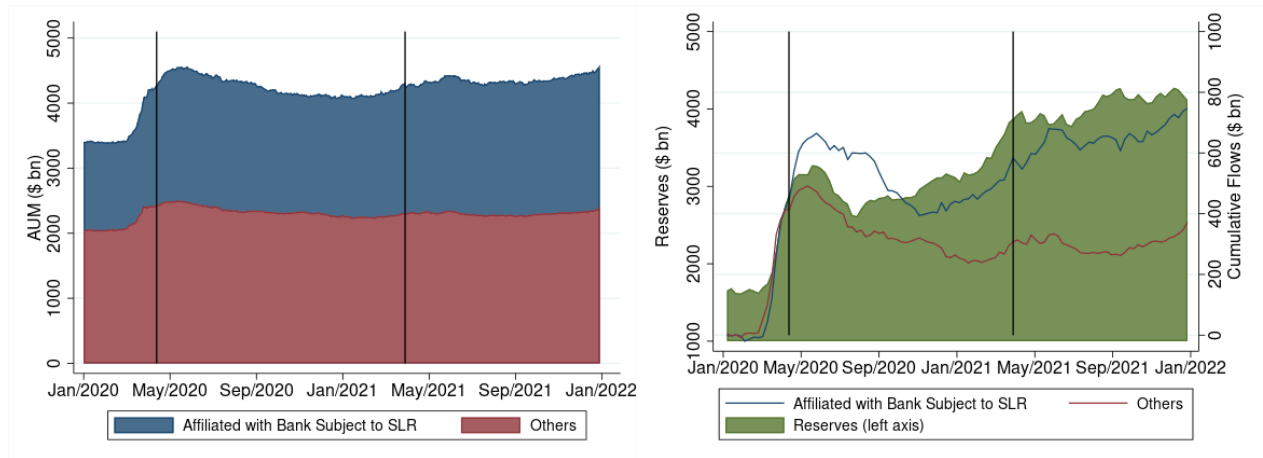 AUM ($ bn)
5000
4000
3000
2000
1000
0
Jan/2020 May/2020 Sep/2020 Jan/2021 May/2021 Sep/2021 Jan/2022
Affiliated with Bank Subject to SLR Others
Reserves ($ bn)
5000
4000
3000
2000
1000
Cumulative Flows ($ bn)
1000
800
600
400
200
0
Jan/2020 May/2020 Sep/2020 Jan/2021 May/2021 Sep/2021 Jan/2022
Affiliated with Bank Subject to SLR Others
Reserves (left axis)